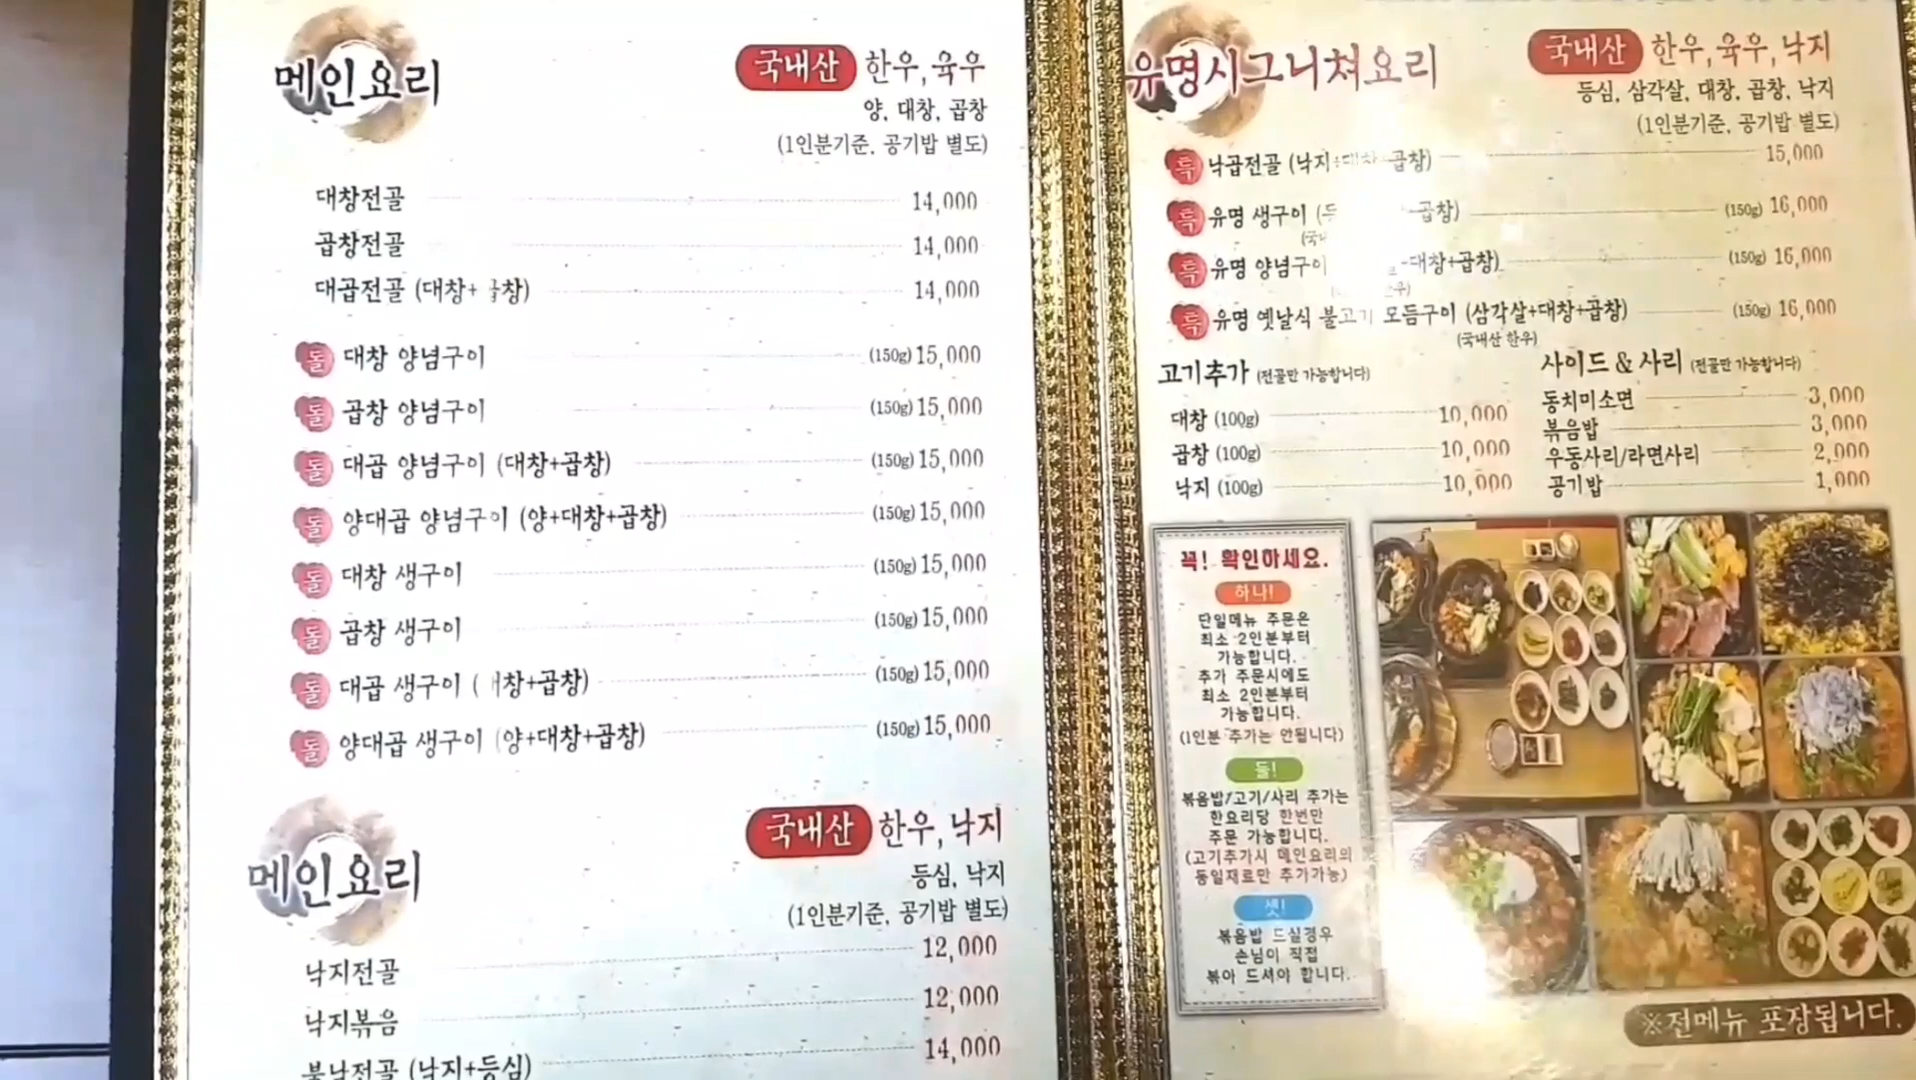 메인요리
국내산 한우, 육우
양, 대창, 곱창
(1인분기준, 공기밥 별도)
대창전골 14,000
곱창전골 14,000
대곱전골 (대창+곱창) 14,000
돌 대창 양념구이 (150g) 15,000
돌 곱창 양념구이 (150g) 15,000
돌 대곱 양념구이 (대창+곱창) (150g) 15,000
돌 양대곱 양념구이 (양+대창+곱창) (150g) 15,000
돌 대창 생구이 (150g) 15,000
돌 곱창 생구이 (150g) 15,000
돌 대곱 생구이 (대창+곱창) (150g) 15,000
돌 양대곱 생구이 (양+대창+곱창) (150g) 15,000
메인요리
국내산 한우, 낙지
등심, 낙지
(1인분기준, 공기밥 별도)
낙지전골 12,000
낙지볶음 12,000
불낙전골 (낙지+등심) 14,000
유명시그니쳐요리
국내산 한우, 육우, 낙지
등심, 삼각살, 대창, 곱창, 낙지
(1인분기준, 공기밥 별도)
특 낙곱전골 (낙지+대창+곱창) 15,000
특 유명 생구이 +곱창) (150g) 16,000
특 유명 양념구이 +대창+곱창) (150g) 16,000
특 유명 옛날식 불고기 모듬구이 (삼각살+대창+곱창) (150g) 16,000
(국내산 한우)
고기추가 (전골만 가능합니다)
대창 (100g) 10,000
곱창 (100g) 10,000
낙지 (100g) 10,000
사이드 & 사리 (전골만 가능합니다)
동치미소면 3,000
볶음밥 3,000
우동사리/라면사리 2,000
공기밥 1,000
꼭! 확인하세요.
하나!
단일메뉴 주문은
최소 2인분부터
가능합니다.
추가 주문시에도
최소 2인분부터
가능합니다.
(1인분 추가는 안됩니다)
둘!
볶음밥/고기/사리 추가는
한요리당 한번만
주문 가능합니다.
(고기추가시 메인요리의
동일재료만 추가가능)
셋!
볶음밥 드실경우
손님이 직접
볶아 드셔야 합니다.
※전메뉴 포장됩니다.